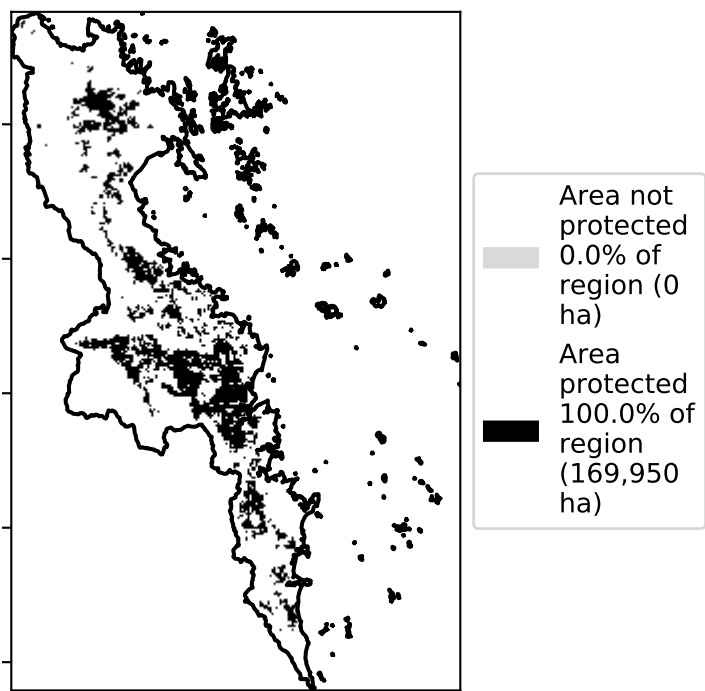 Area not
protected
0.0% of
region (0
ha)
Area
protected
100.0% of
region
(169,950
ha)